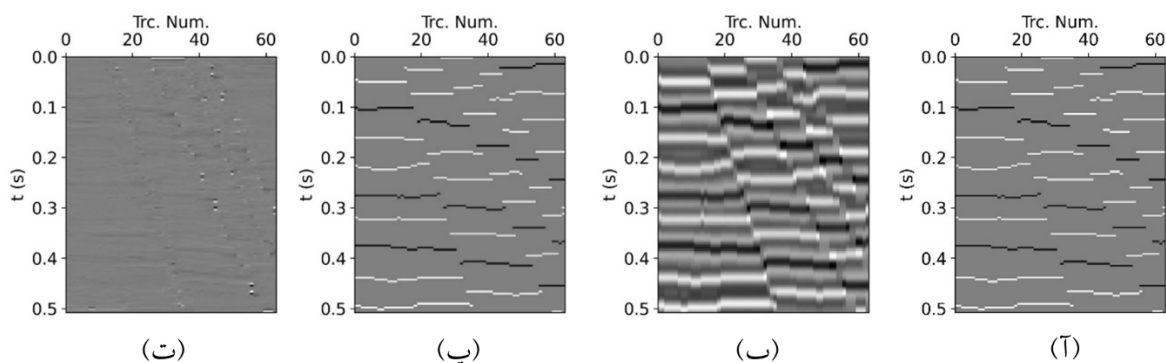 Trc. Num. Trc. Num. Trc. Num. Trc. Num.
0 20 40 60 0 20 40 60 0 20 40 60 0 20 40 60
0.0 0.0 0.0 0.0
0.1 0.1 0.1 0.1
0.2 0.2 0.2 0.2
t (s) t (s) t (s) t (s)
0.3 0.3 0.3 0.3
0.4 0.4 0.4 0.4
0.5 0.5 0.5 0.5
(آ) (ب) (پ) (ت)